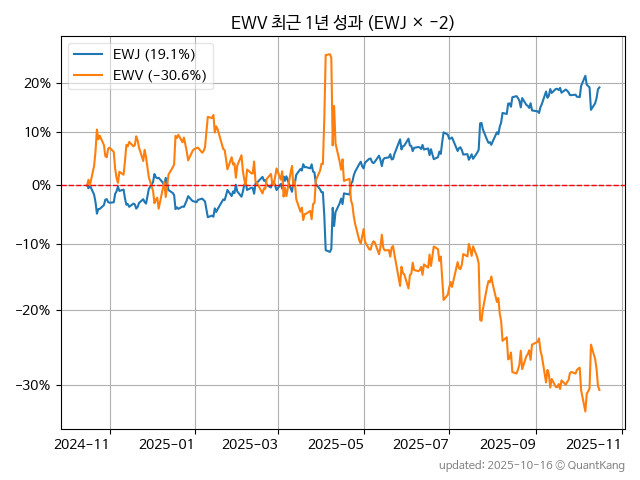 EWV 최근 1년 성과 (EWJ × −2)
EWJ (19.1%)
EWV (−30.6%)
20%
10%
0%
−10%
−20%
−30%
2024−11 2025−01 2025−03 2025−05 2025−07 2025−09 2025−11
updated: 2025-10-16 © QuantKang